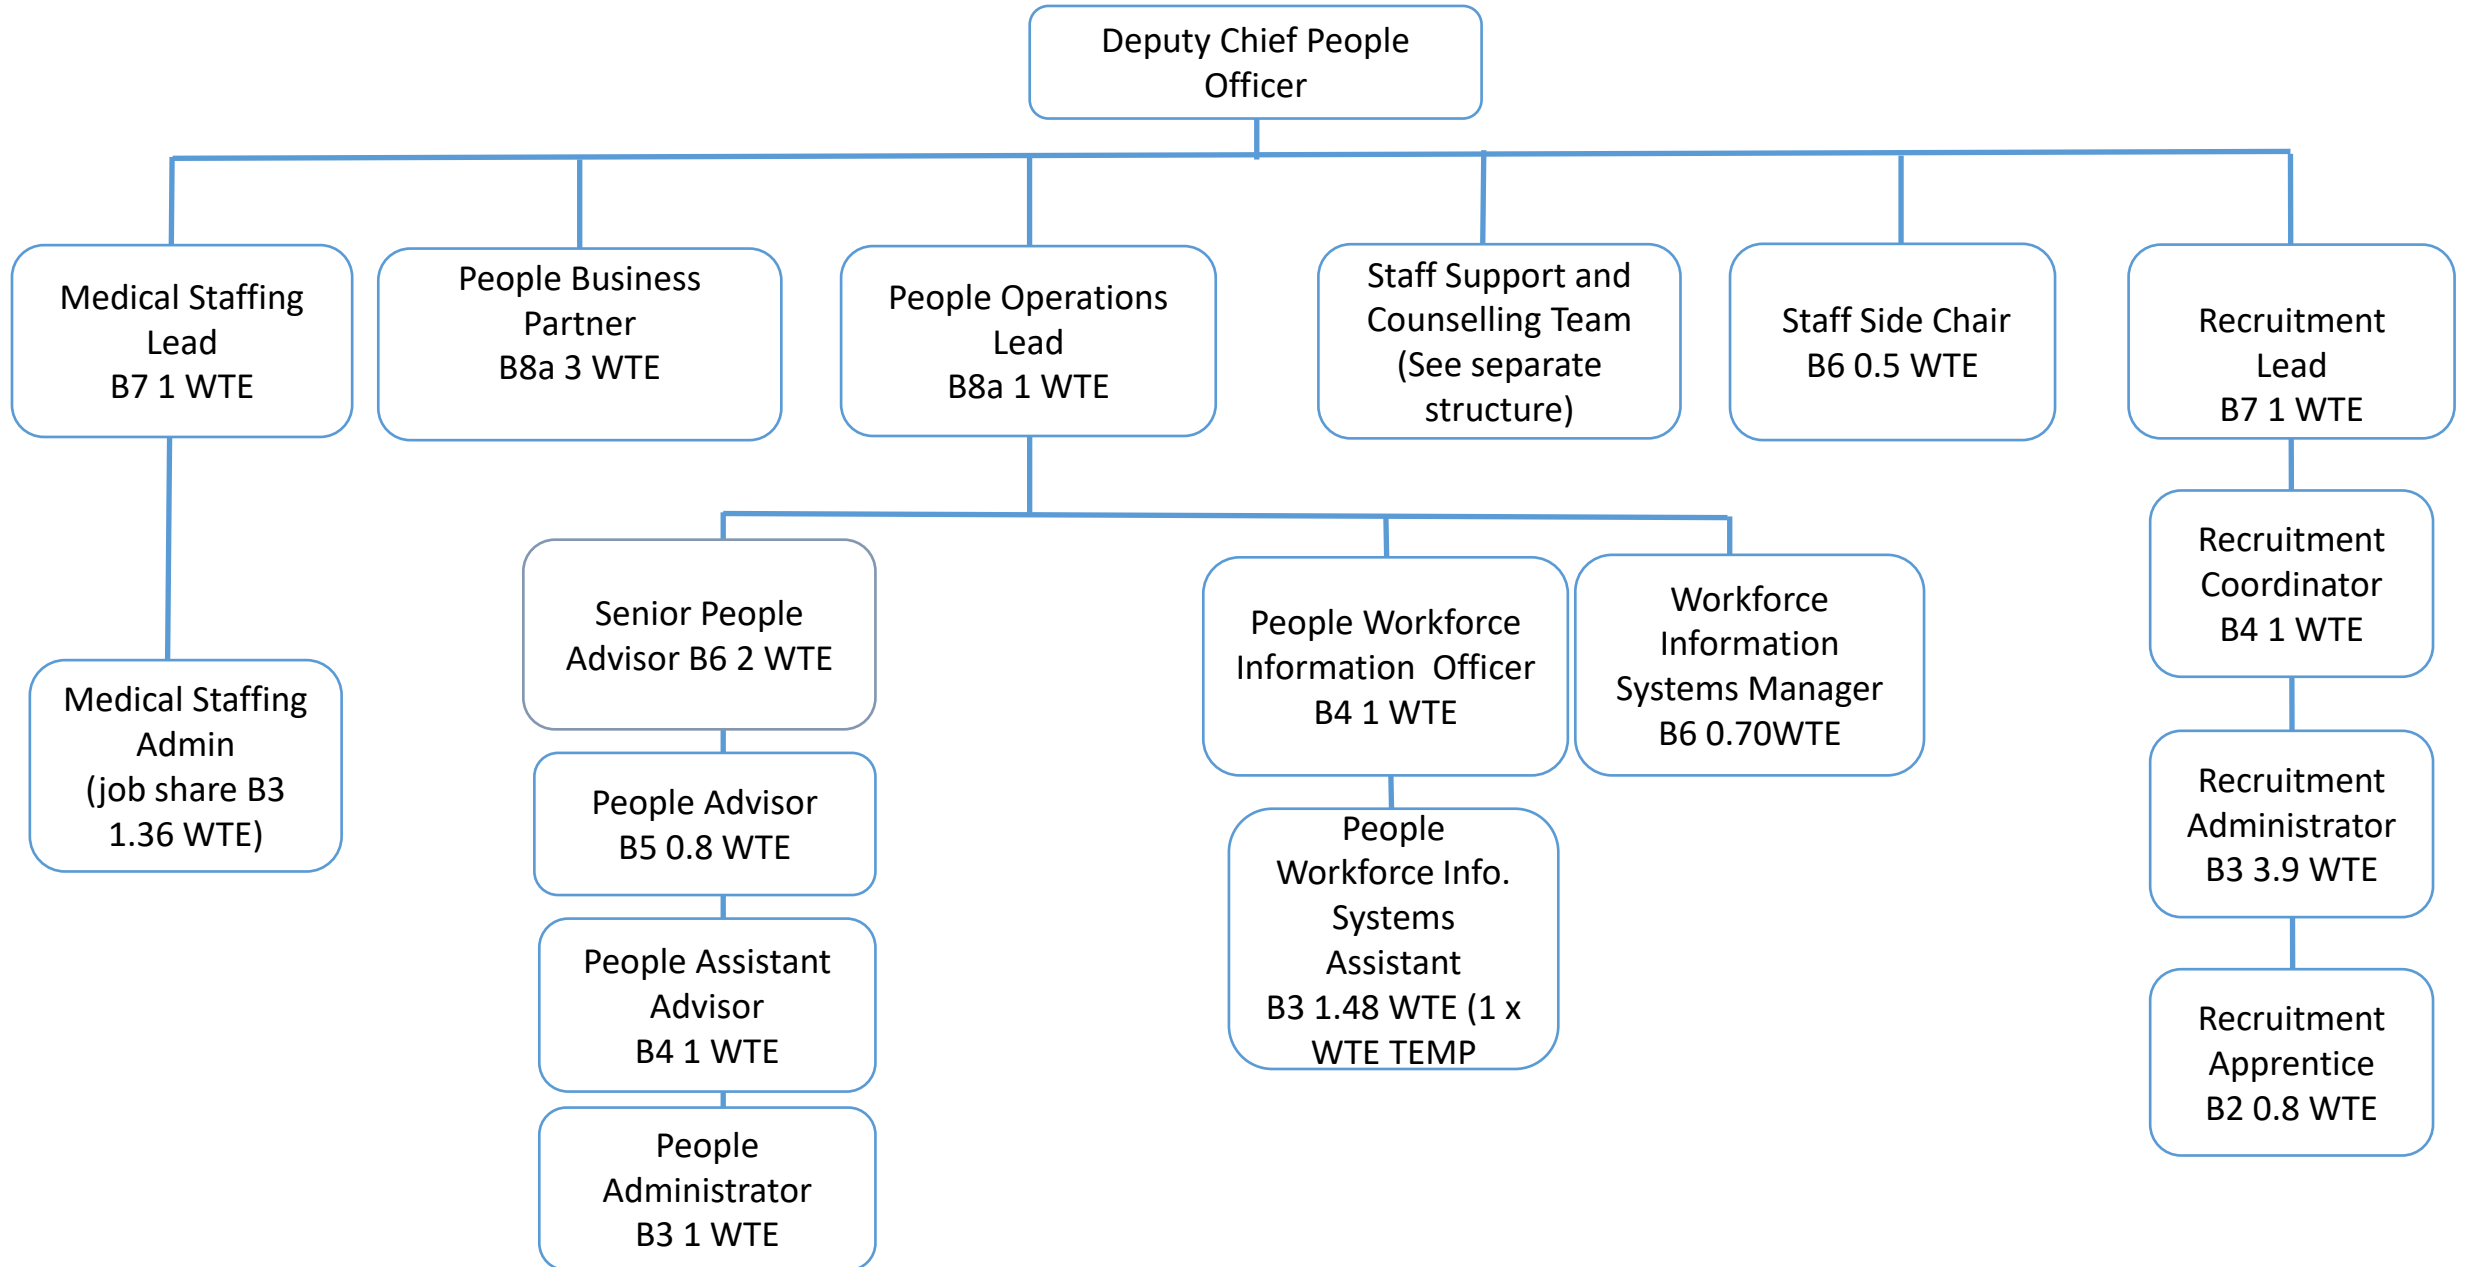 Deputy Chief People
Officer
Medical Staffing
Lead
B7 1 WTE
People Business
Partner
B8a 3 WTE
People Operations
Lead
B8a 1 WTE
Staff Support and
Counselling Team
(See separate
structure)
Staff Side Chair
B6 0.5 WTE
Recruitment
Lead
B7 1 WTE
Medical Staffing
Admin
(job share B3
1.36 WTE)
Senior People
Advisor B6 2 WTE
People Advisor
B5 0.8 WTE
People Assistant
Advisor
B4 1 WTE
People
Administrator
B3 1 WTE
People Workforce
Information  Officer
B4 1 WTE
People
Workforce Info.
Systems
Assistant
B3 1.48 WTE (1 x
WTE TEMP
Workforce
Information
Systems Manager
B6 0.70WTE
Recruitment
Coordinator
B4 1 WTE
Recruitment
Administrator
B3 3.9 WTE
Recruitment
Apprentice
B2 0.8 WTE